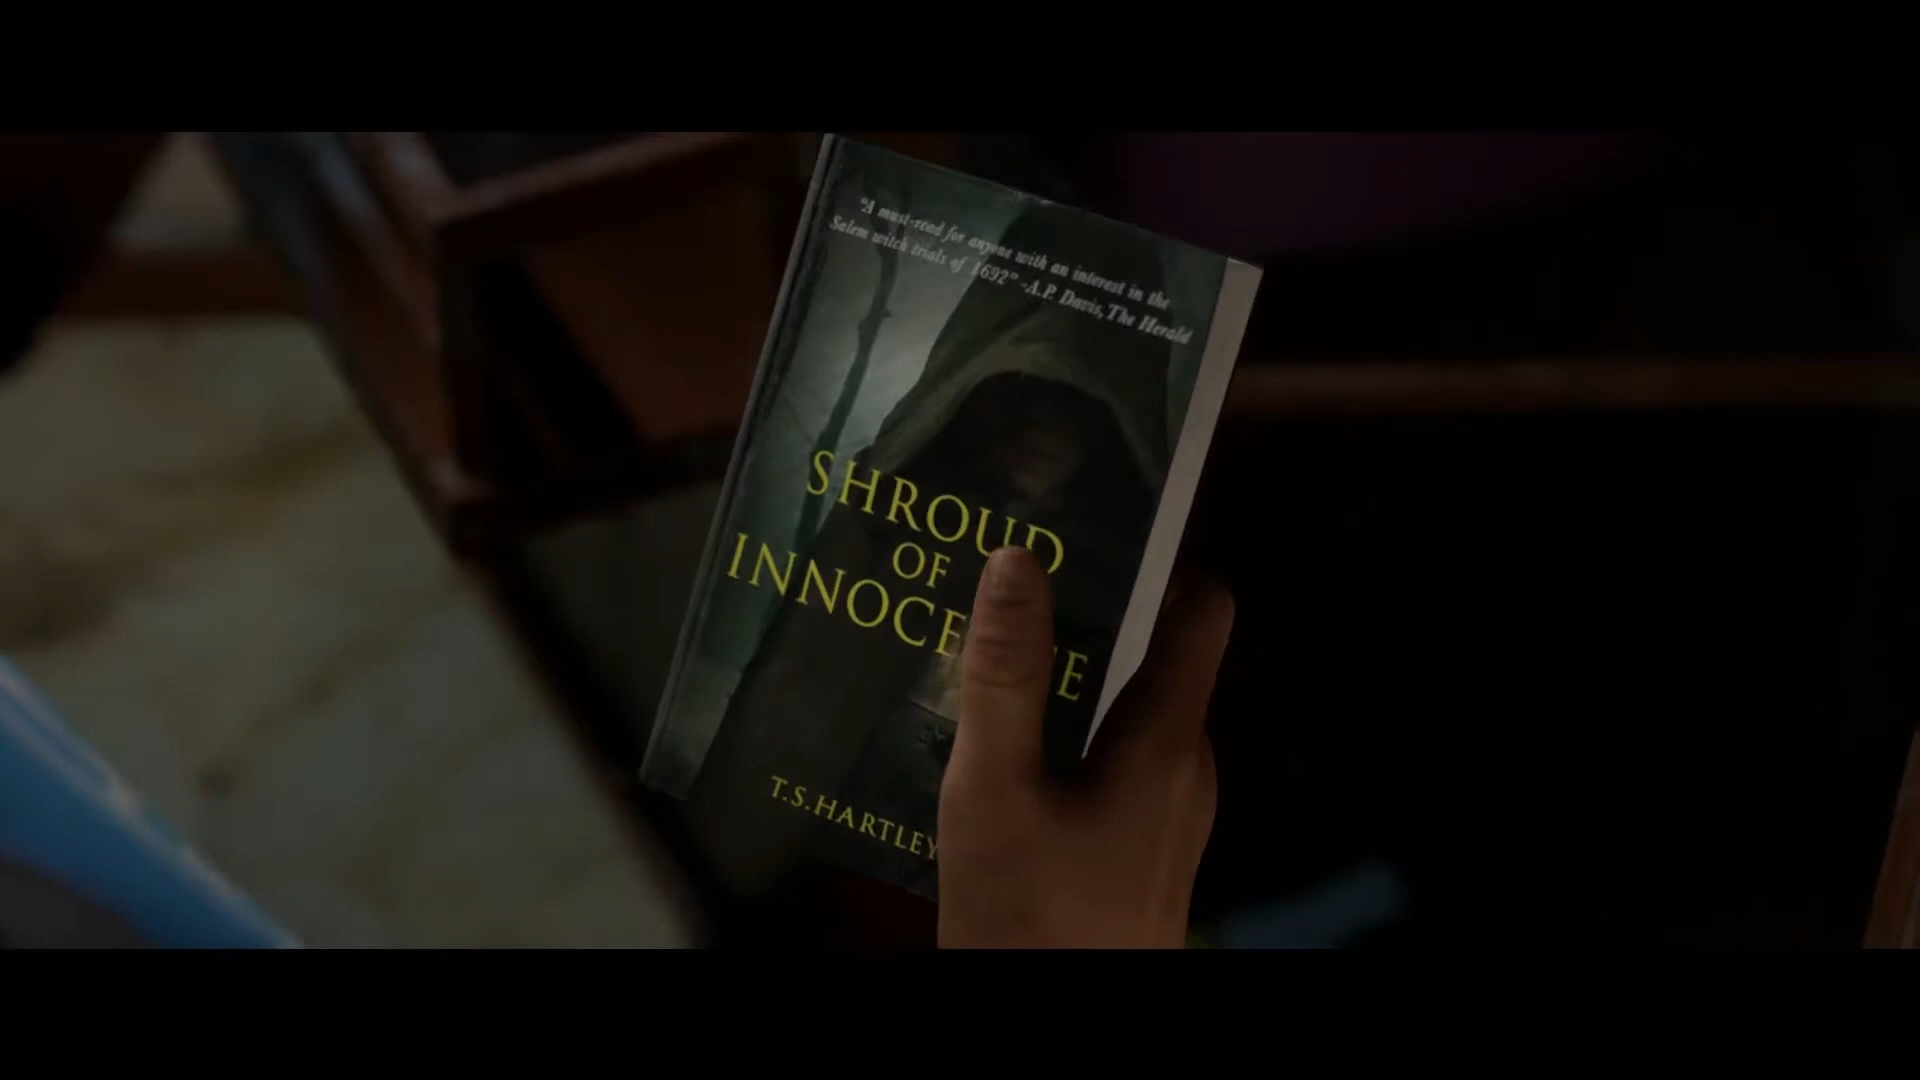 "A must-read for anyone with an interest in the
Salem witch trials of 1692" -A.P. Davis, The Herald
SHROUD
OF
INNOCE  E
T.S.HARTLEY